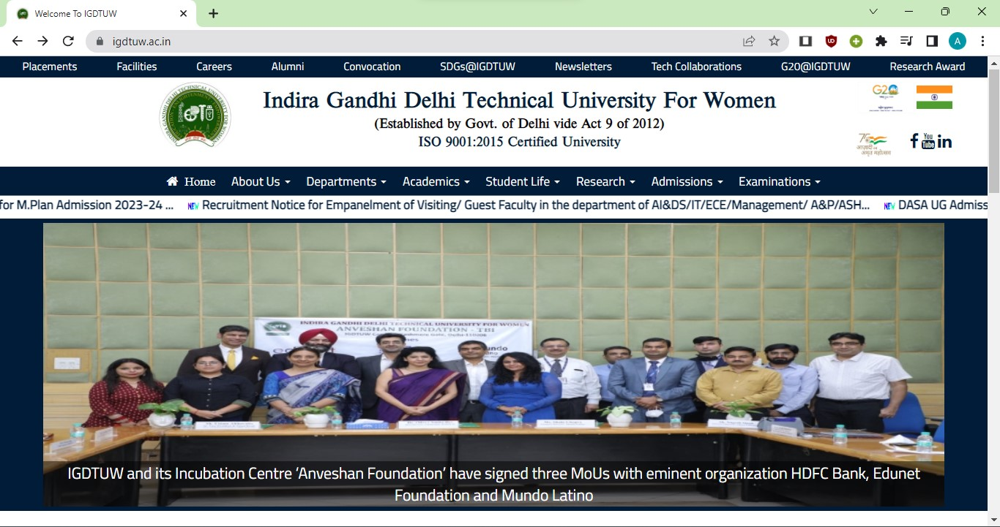 Welcome To IGDTUW
igdtuw.ac.in
A
Placements Facilities Careers Alumni Convocation SDGs@IGDTUW Newsletters Tech Collaborations G20@IGDTUW Research Award
Indira Gandhi Delhi Technical University For Women
(Established by Govt. of Delhi vide Act 9 of 2012)
ISO 9001:2015 Certified University
G20
You
Tube
Home About Us Departments Academics Student Life Research Admissions Examinations
for M.Plan Admission 2023-24 ... NEW Recruitment Notice for Empanelment of Visiting/ Guest Faculty in the department of AI&DS/IT/ECE/Management/ A&P/ASH... NEW DASA UG Admiss
INDIRA GANDHI DELHI TECHNICAL UNIVERSITY FOR WOMEN
ANVESHAN FOUNDATION - TBI
IGDTUW and its Incubation Centre ‘Anveshan Foundation’ have signed three MoUs with eminent organization HDFC Bank, Edunet
Foundation and Mundo Latino